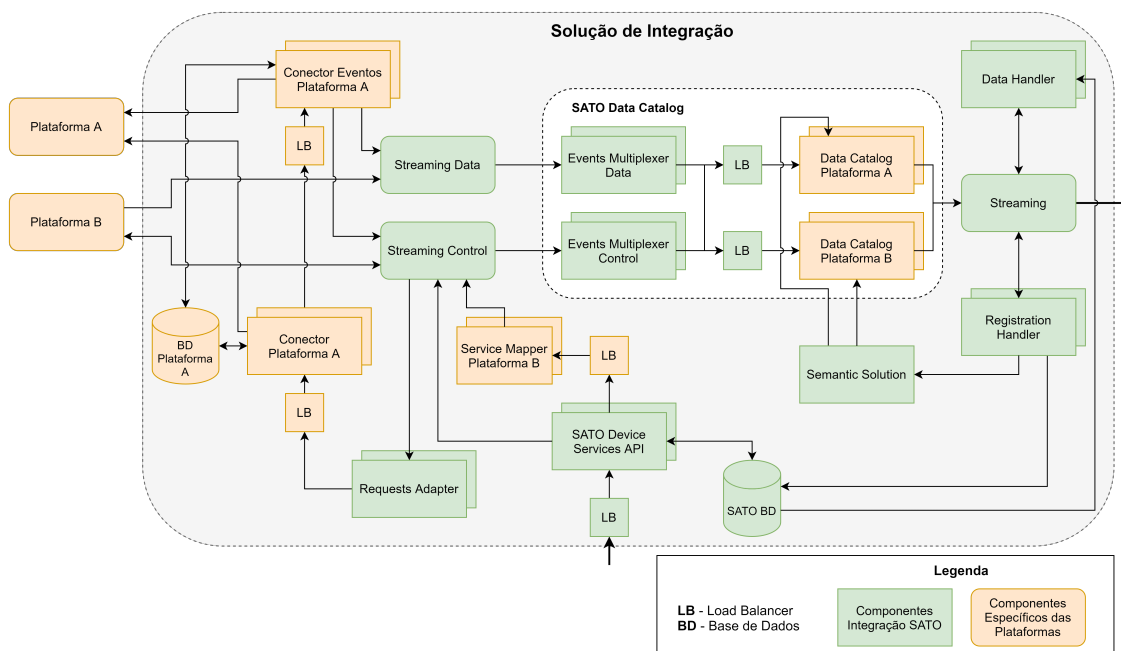 Solução de Integração
Conector Eventos
Plataforma A
Data Handler
SATO Data Catalog
Plataforma A
LB
Streaming Data
Events Multiplexer
Data
LB
Data Catalog
Plataforma A
Plataforma B
Streaming
Streaming Control
Events Multiplexer
Control
LB
Data Catalog
Plataforma B
BD
Plataforma
A
Conector
Plataforma A
Service Mapper
Plataforma B
LB
Registration
Handler
Semantic Solution
LB
SATO Device
Services API
Requests Adapter
SATO BD
LB
Legenda
LB - Load Balancer
BD - Base de Dados
Componentes
Integração SATO
Componentes
Específicos das
Plataformas